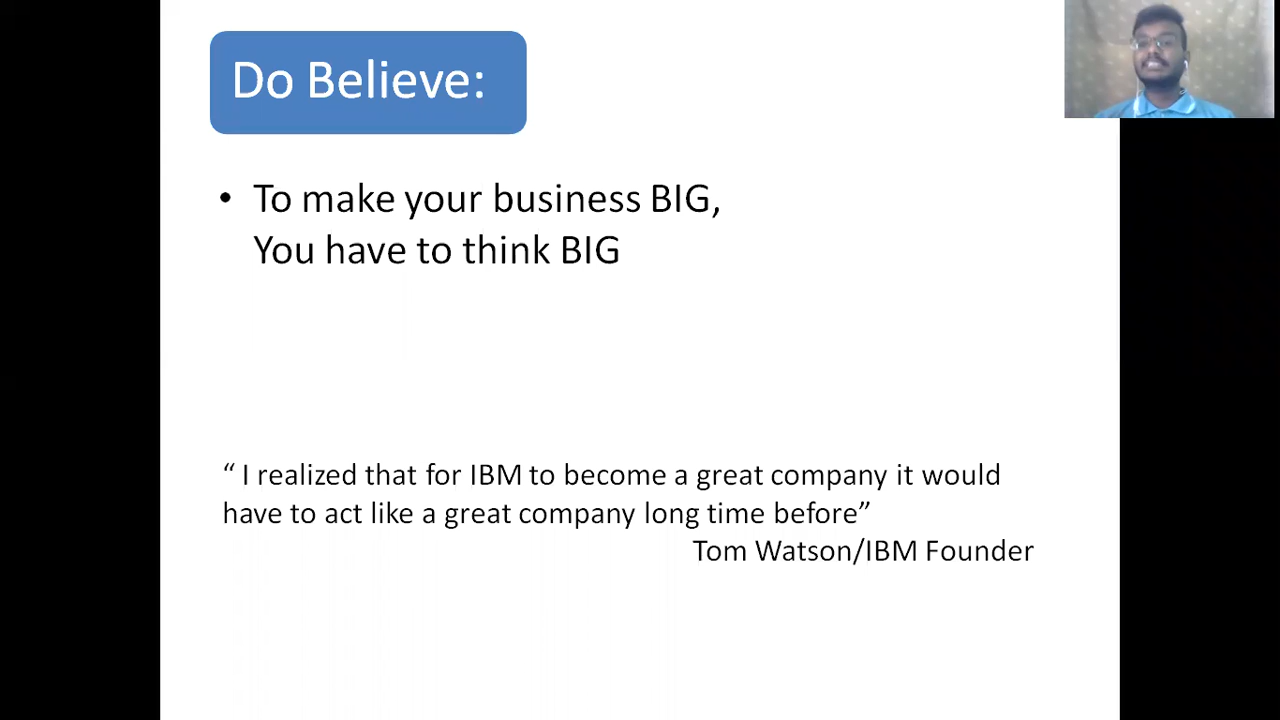 Do Believe:
• To make your business BIG,
You have to think BIG
“ I realized that for IBM to become a great company it would
have to act like a great company long time before”
Tom Watson/IBM Founder